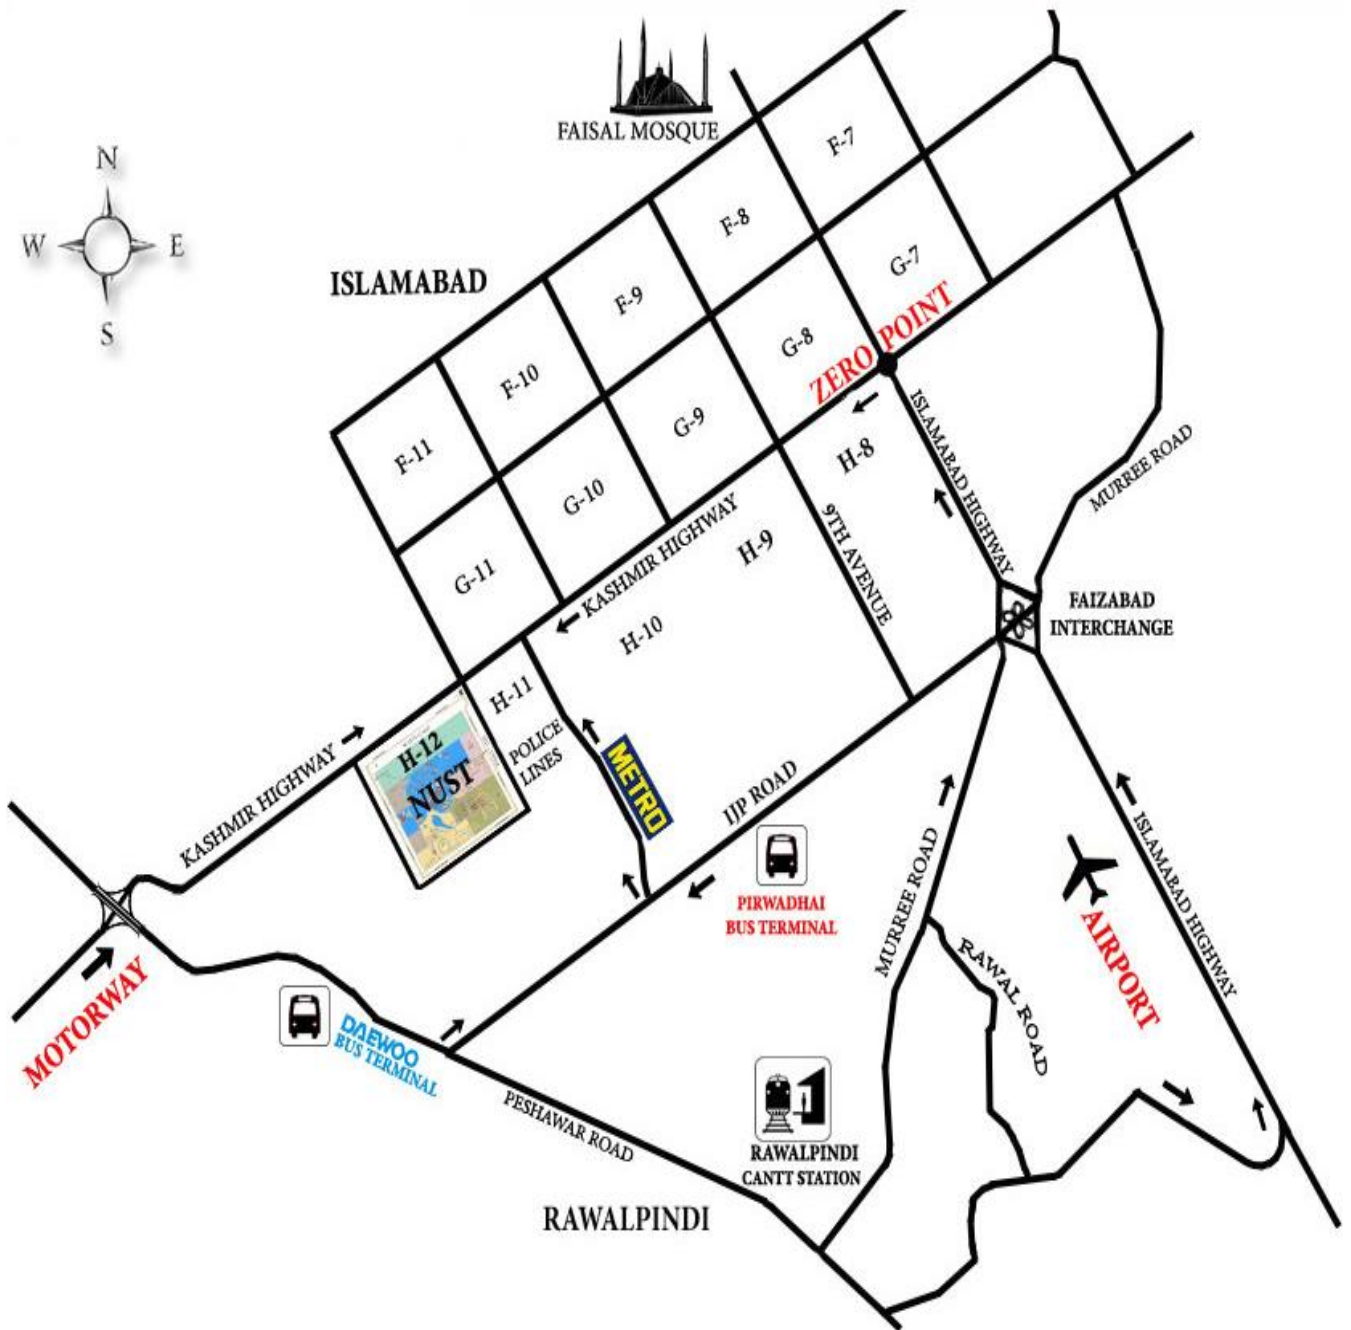 FAISAL MOSQUE
N
W
E
S
ISLAMABAD
F-7
F-8
F-9
F-10
F-11
G-7
G-8
G-9
G-10
G-11
ZERO POINT
H-8
H-9
H-10
H-11
H-12
NUST
POLICE
LINES
KASHMIR HIGHWAY
KASHMIR HIGHWAY
9TH AVENUE
ISLAMABAD HIGHWAY
MURREE ROAD
FAIZABAD
INTERCHANGE
METRO
IJP ROAD
PIRWADHAI
BUS TERMINAL
MURREE ROAD
RAWAL ROAD
AIRPORT
ISLAMABAD HIGHWAY
MOTORWAY
DAEWOO
BUS TERMINAL
PESHAWAR ROAD
RAWALPINDI
CANTT STATION
RAWALPINDI